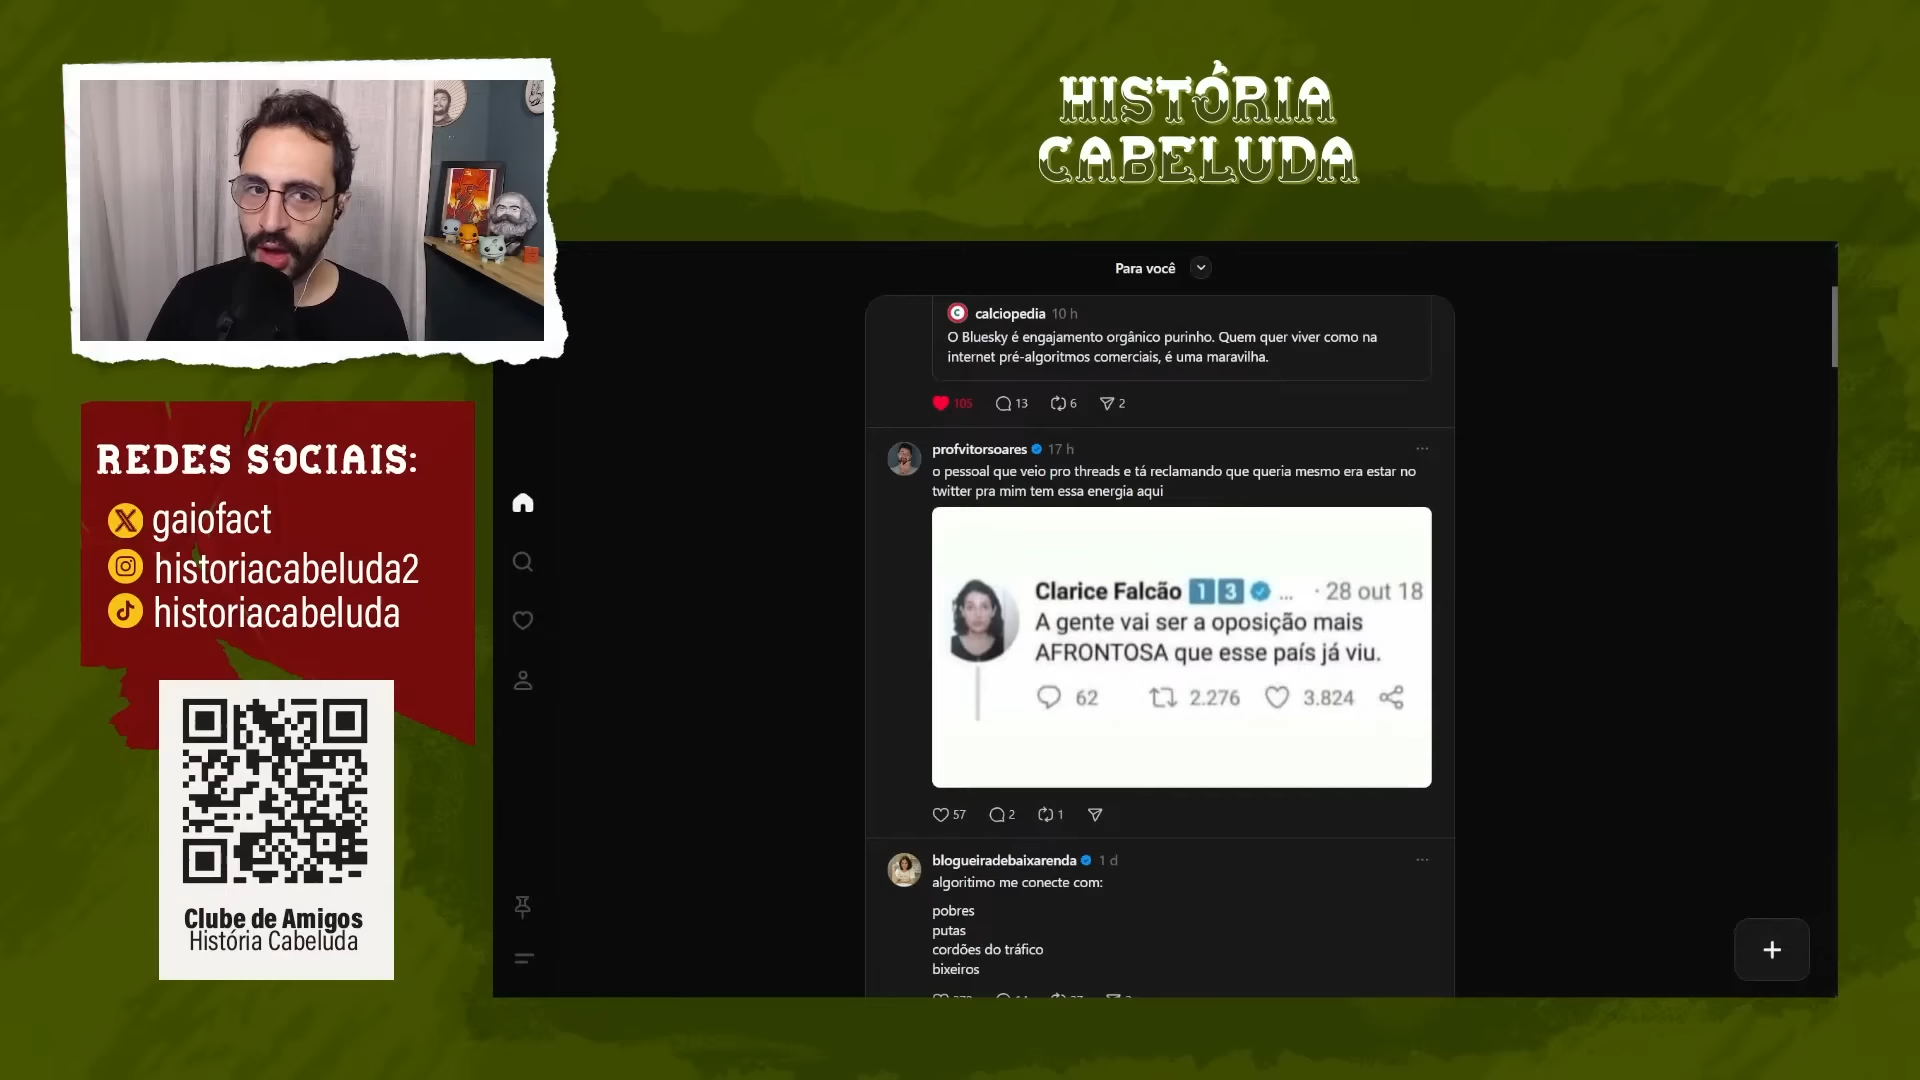 HISTÓRIA
CABELUDA
REDES SOCIAIS:
gaiofact
historiacabeluda2
historiacabeluda
Clube de Amigos
História Cabeluda
Para você
calciopedia 10 h
O Bluesky é engajamento orgânico purinho. Quem quer viver como na
internet pré-algoritmos comerciais, é uma maravilha.
105 13 6 2
profvitorsoares 17 h
o pessoal que veio pro threads e tá reclamando que queria mesmo era estar no
twitter pra mim tem essa energia aqui
Clarice Falcão 1 3 ... · 28 out 18
A gente vai ser a oposição mais
AFRONTOSA que esse país já viu.
62 2.276 3.824
57 2 1
blogueiradebaixarenda 1 d
algoritimo me conecte com:
pobres
putas
cordões do tráfico
bixeiros